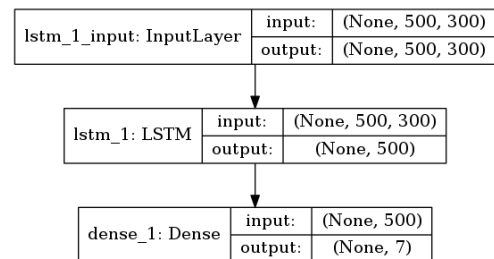 lstm_1_input: InputLayer
input: (None, 500, 300)
output: (None, 500, 300)
lstm_1: LSTM
input: (None, 500, 300)
output: (None, 500)
dense_1: Dense
input: (None, 500)
output: (None, 7)